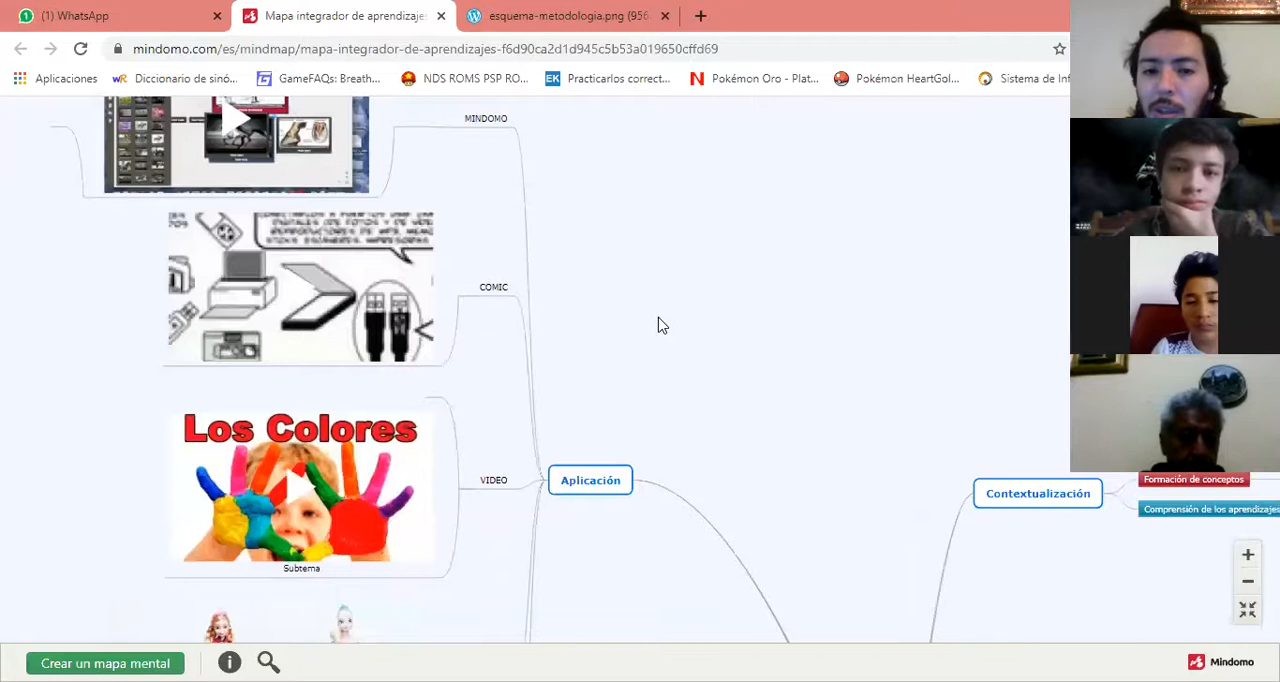 (1) WhatsApp
Mapa integrador de aprendizajes
esquema-metodologia.png (956
mindomo.com/es/mindmap/mapa-integrador-de-aprendizajes-f6d90ca2d1d945c5b53a019650cffd69
Aplicaciones
wR Diccionario de sinó...
GameFAQs: Breath...
NDS ROMS PSP RO...
EK Practicarlos correct...
Pokémon Oro - Plat...
Pokémon HeartGol...
Sistema de Inf
MINDOMO
COMIC
Los Colores
VIDEO
Subtema
Aplicación
Contextualización
Formación de conceptos
Comprensión de los aprendizajes
Crear un mapa mental
Mindomo